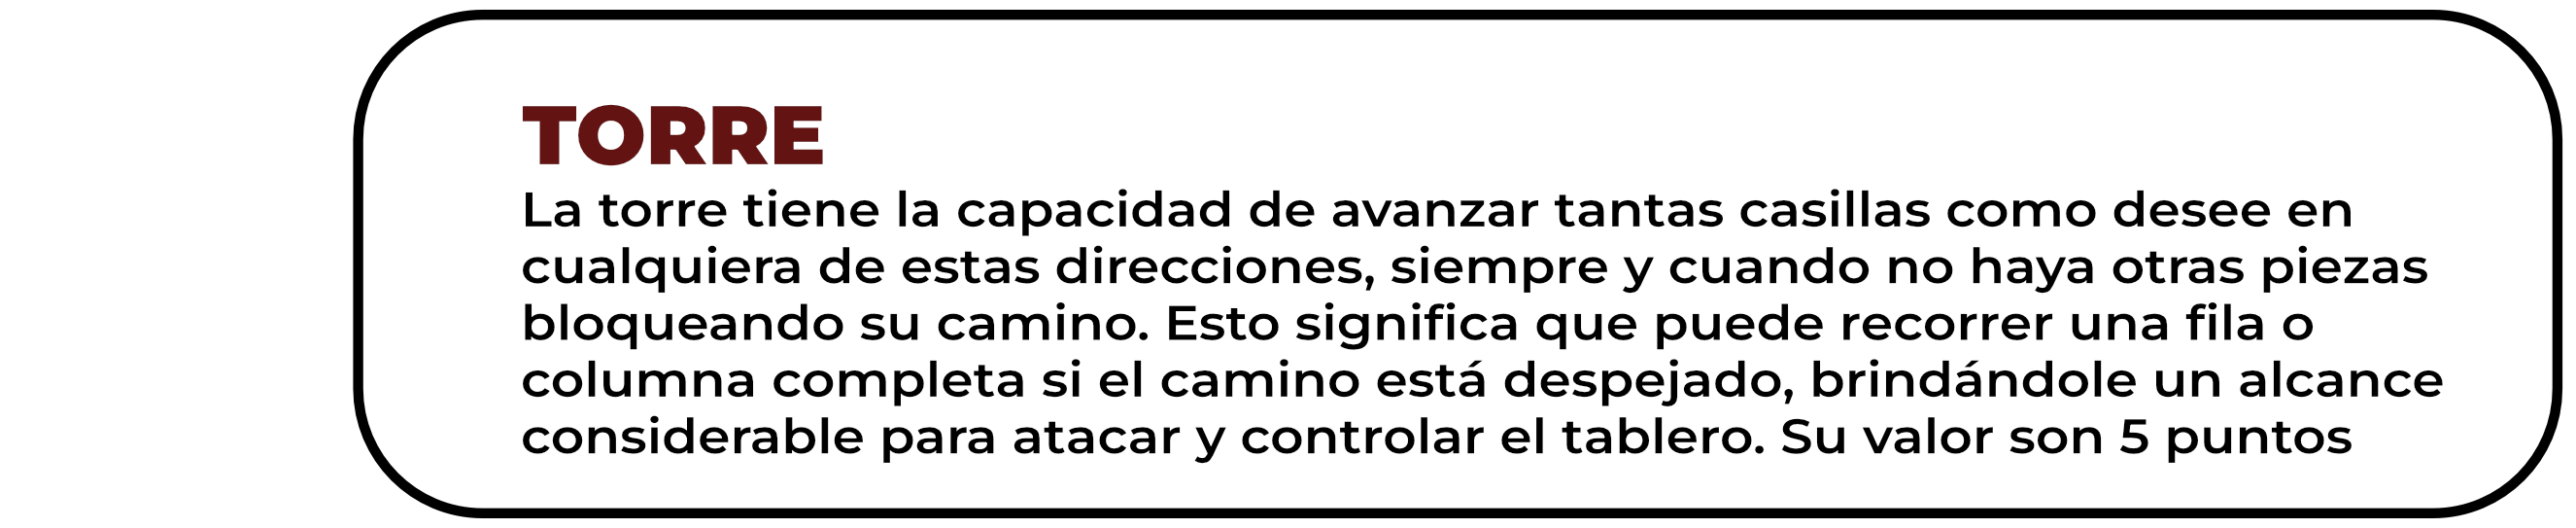 TORRE
La torre tiene la capacidad de avanzar tantas casillas como desee en
cualquiera de estas direcciones, siempre y cuando no haya otras piezas
bloqueando su camino. Esto significa que puede recorrer una fila o
columna completa si el camino está despejado, brindándole un alcance
considerable para atacar y controlar el tablero. Su valor son 5 puntos